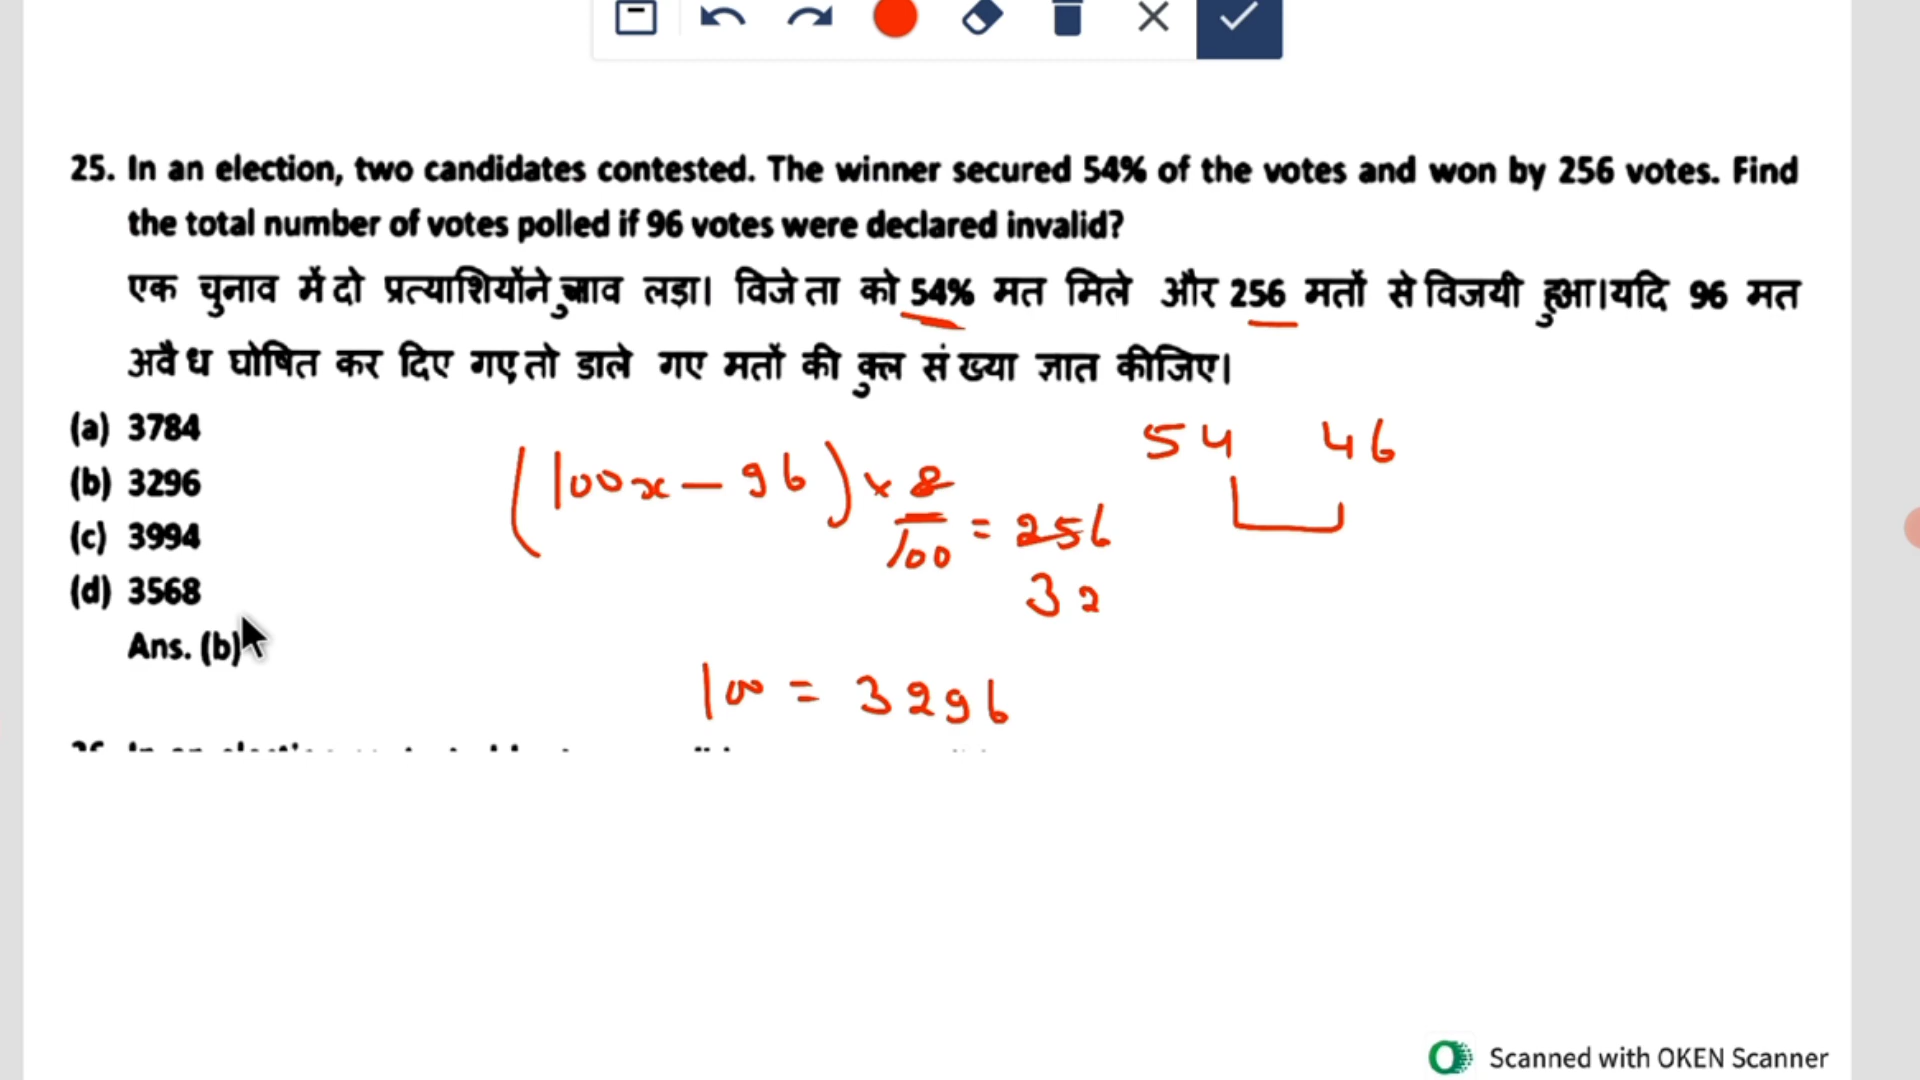 25. In an election, two candidates contested. The winner secured 54% of the votes and won by 256 votes. Find
the total number of votes polled if 96 votes were declared invalid?
एक चुनाव में दो प्रत्याशियोंने चुनाव लड़ा। विजे ता को 54% मत मिले और 256 मतों से विजयी हुआ।यदि 96 मत
अवै ध घोषित कर दिए गए,तो डाले गए मतों की कुल सं ख्या ज्ञात कीजिए।
(a) 3784
(b) 3296
(c) 3994
(d) 3568
Ans. (b)
54 46
(100x - 96) × 8/100 = 256
32
100 = 3296
Scanned with OKEN Scanner